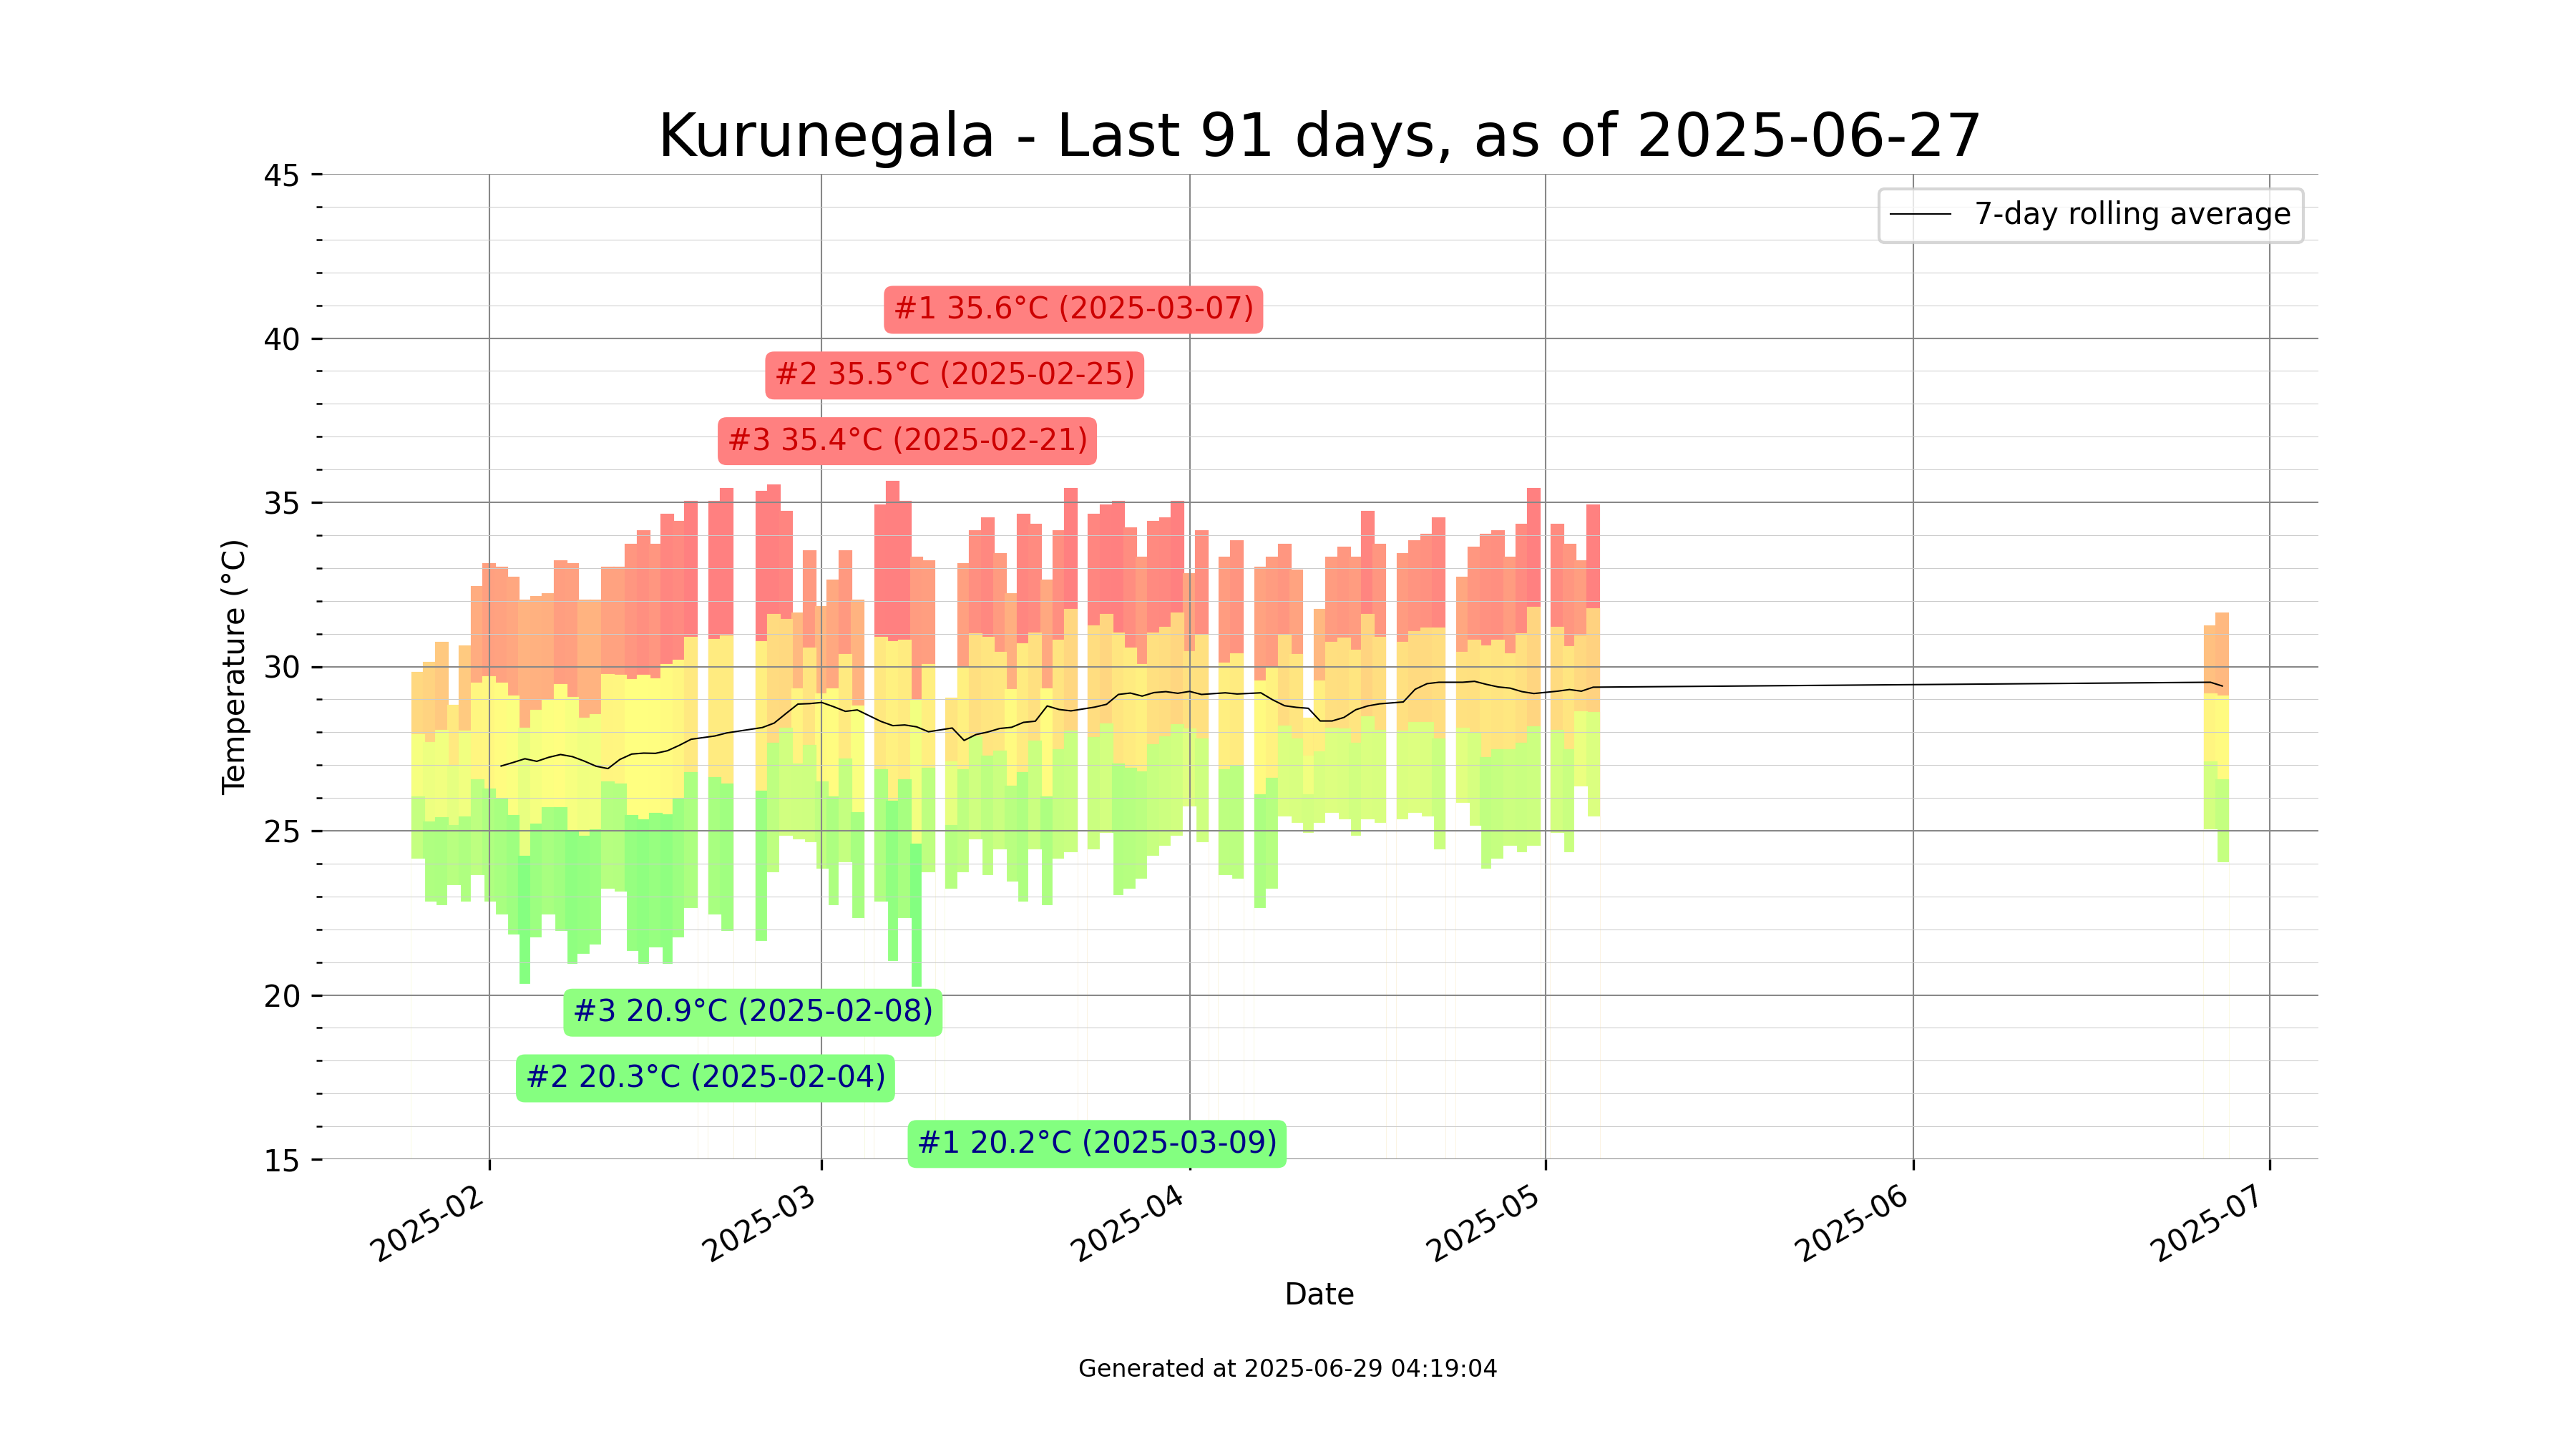 Kurunegala - Last 91 days, as of 2025-06-27
45
7-day rolling average
#1 35.6°C (2025-03-07)
40
#2 35.5°C (2025-02-25)
#3 35.4°C (2025-02-21)
35
Temperature (°C)
30
25
20
#3 20.9°C (2025-02-08)
#2 20.3°C (2025-02-04)
#1 20.2°C (2025-03-09)
15
2025-02
2025-03
2025-04
2025-05
2025-06
2025-07
Date
Generated at 2025-06-29 04:19:04